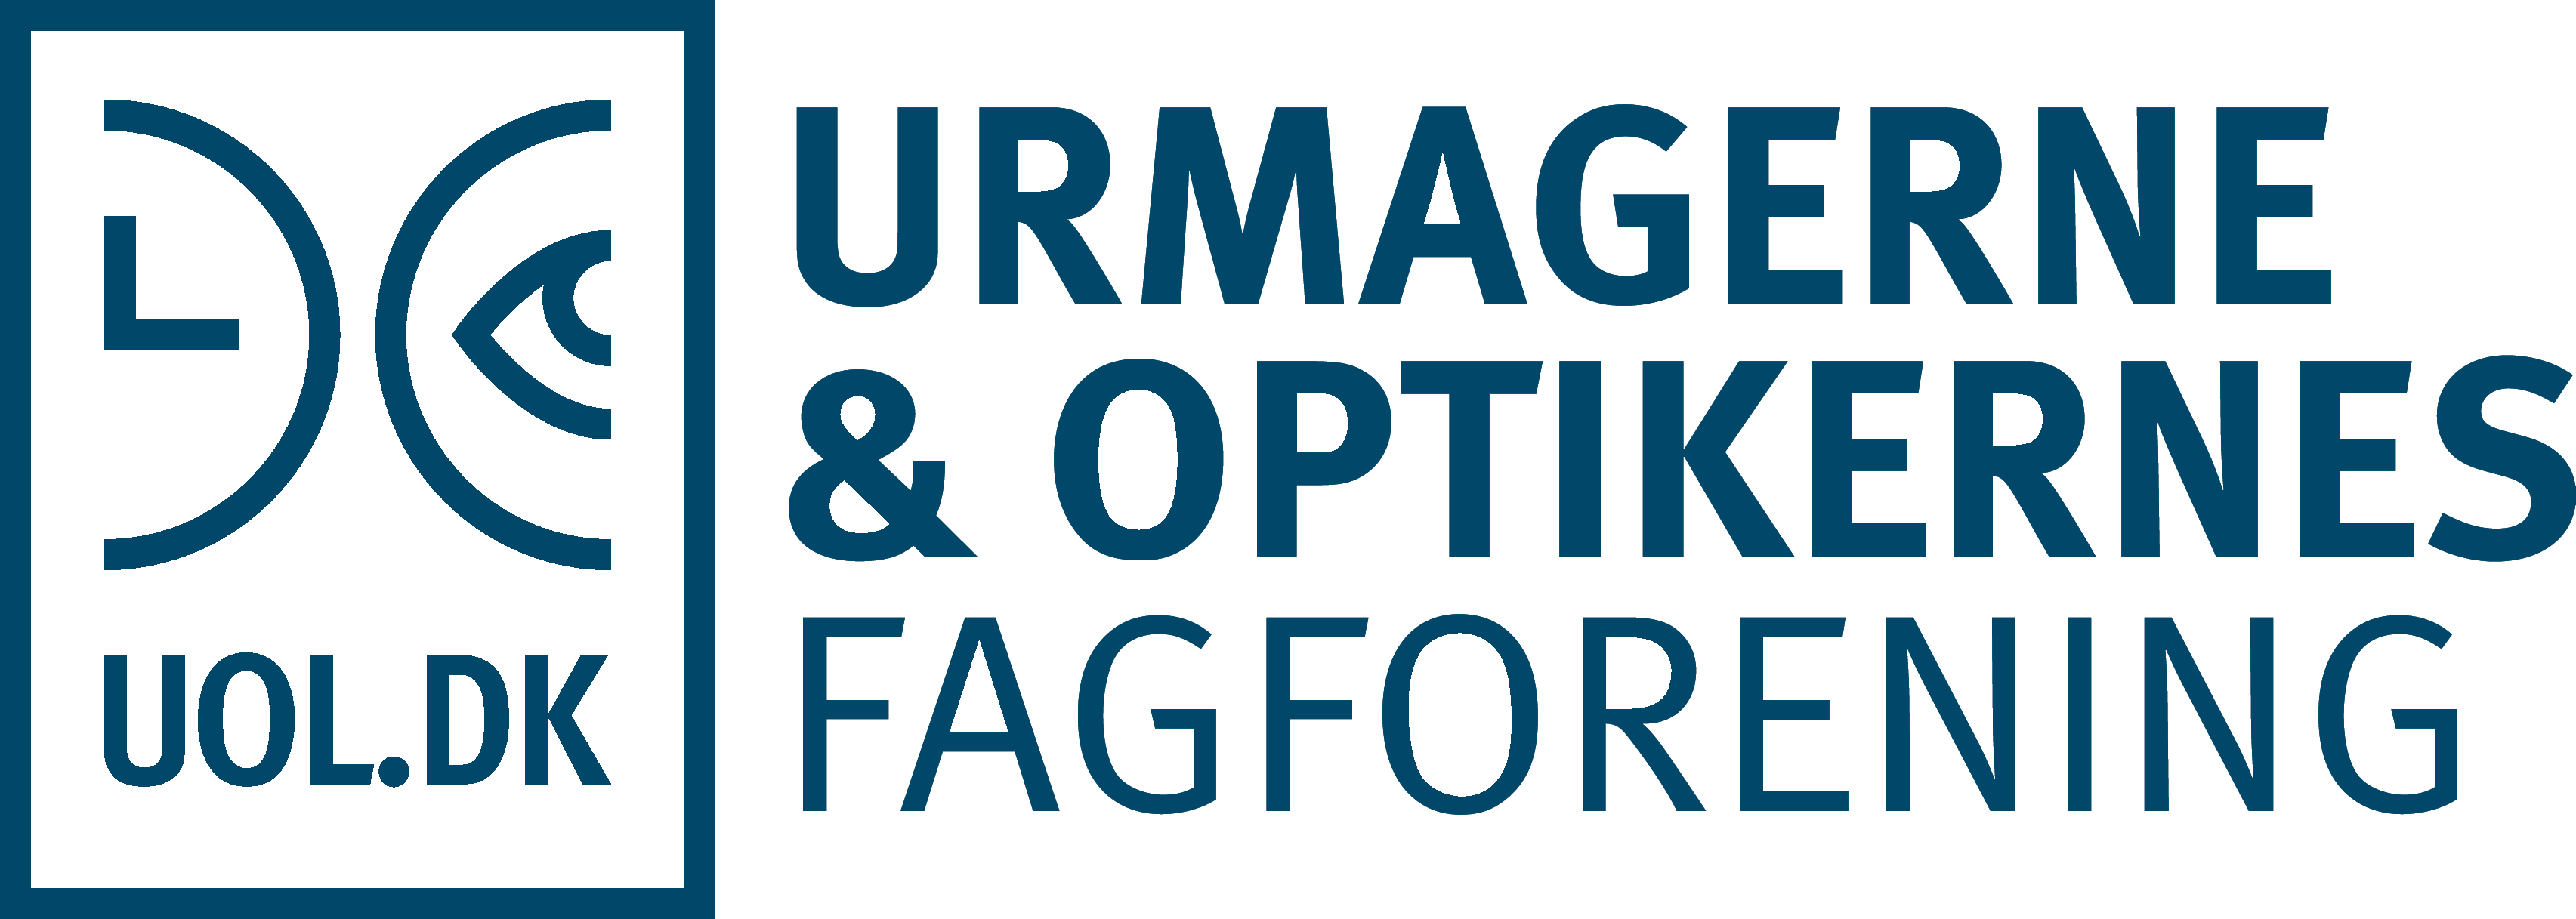 UOL.DK
URMAGERNE
& OPTIKERNES
FAGFORENING